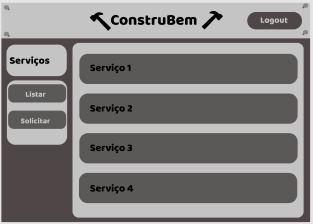 ConstruBem
Logout
Serviços
Listar
Solicitar
Serviço 1
Serviço 2
Serviço 3
Serviço 4